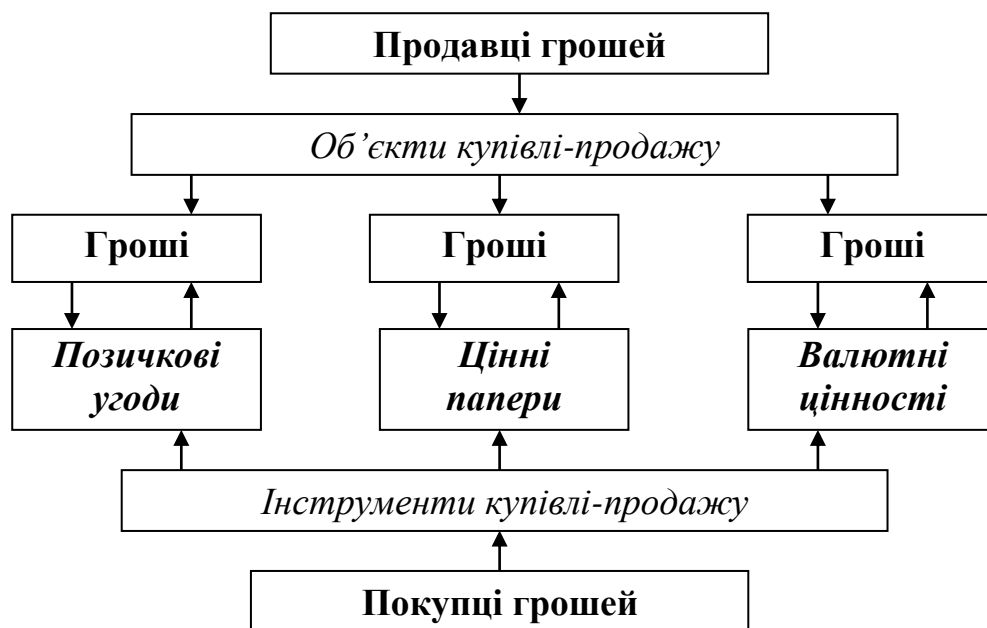 Продавці грошей
Об’єкти купівлі-продажу
Гроші
Гроші
Гроші
Позичкові
угоди
Цінні
папери
Валютні
цінності
Інструменти купівлі-продажу
Покупці грошей